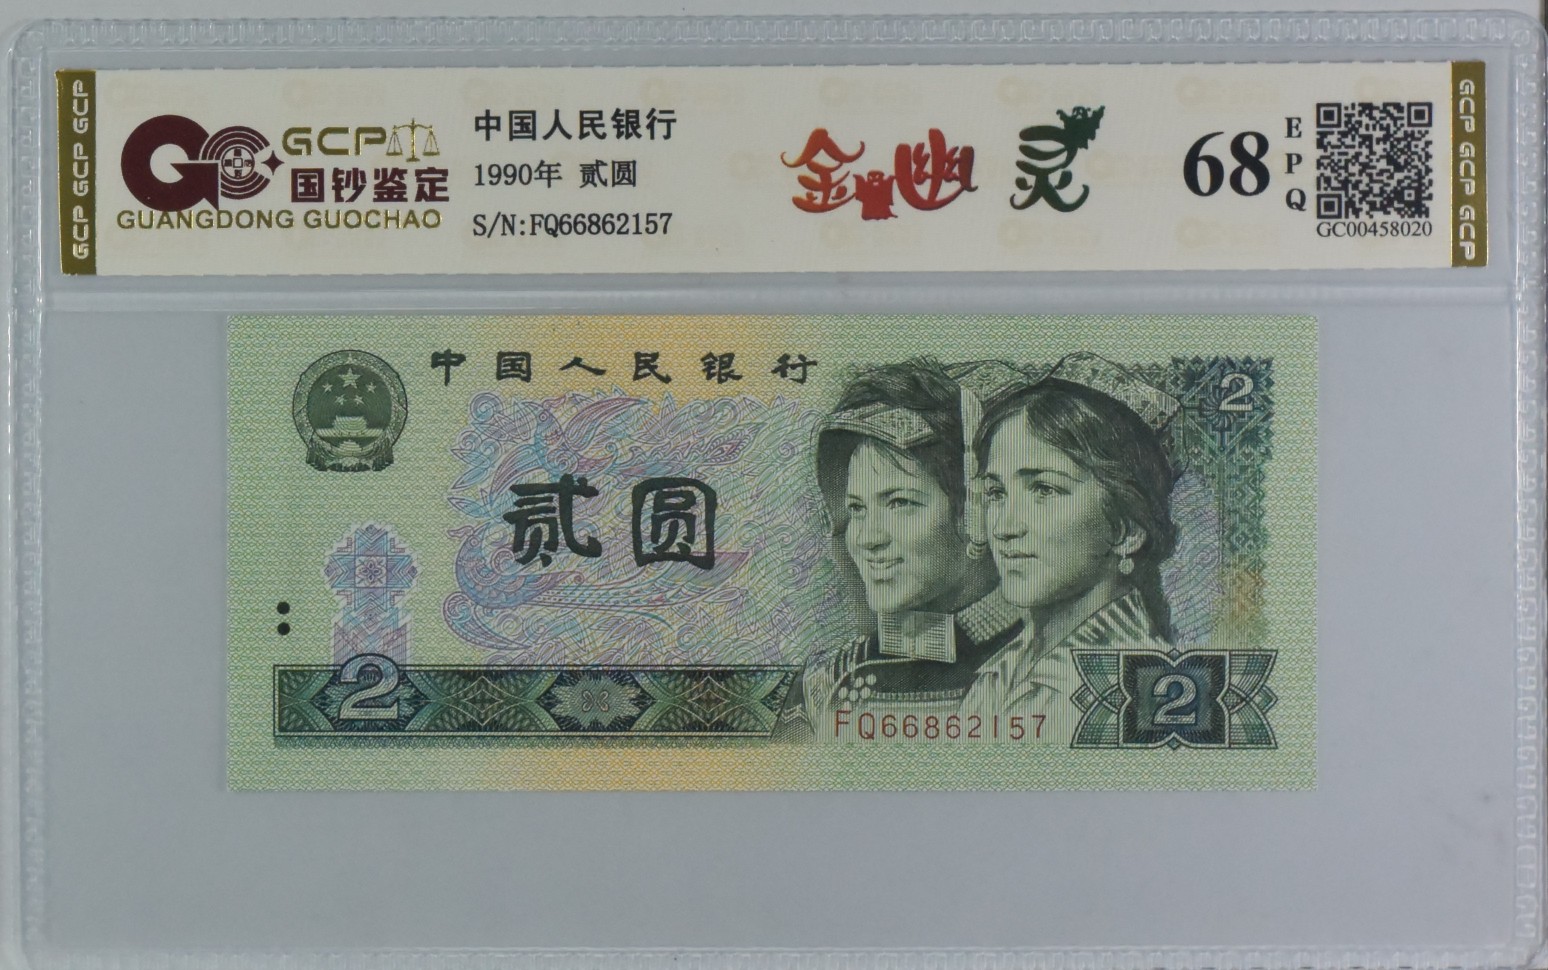 GCP GCP GCP
GCP
国钞鉴定
GUANGDONG GUOCHAO
中国人民银行
1990年 贰圆
S/N:FQ66862157
金幽灵
68
EPQ
GC00458020
GCP GCP GCP
中国人民银行
2
贰圆
2
FQ66862157
2